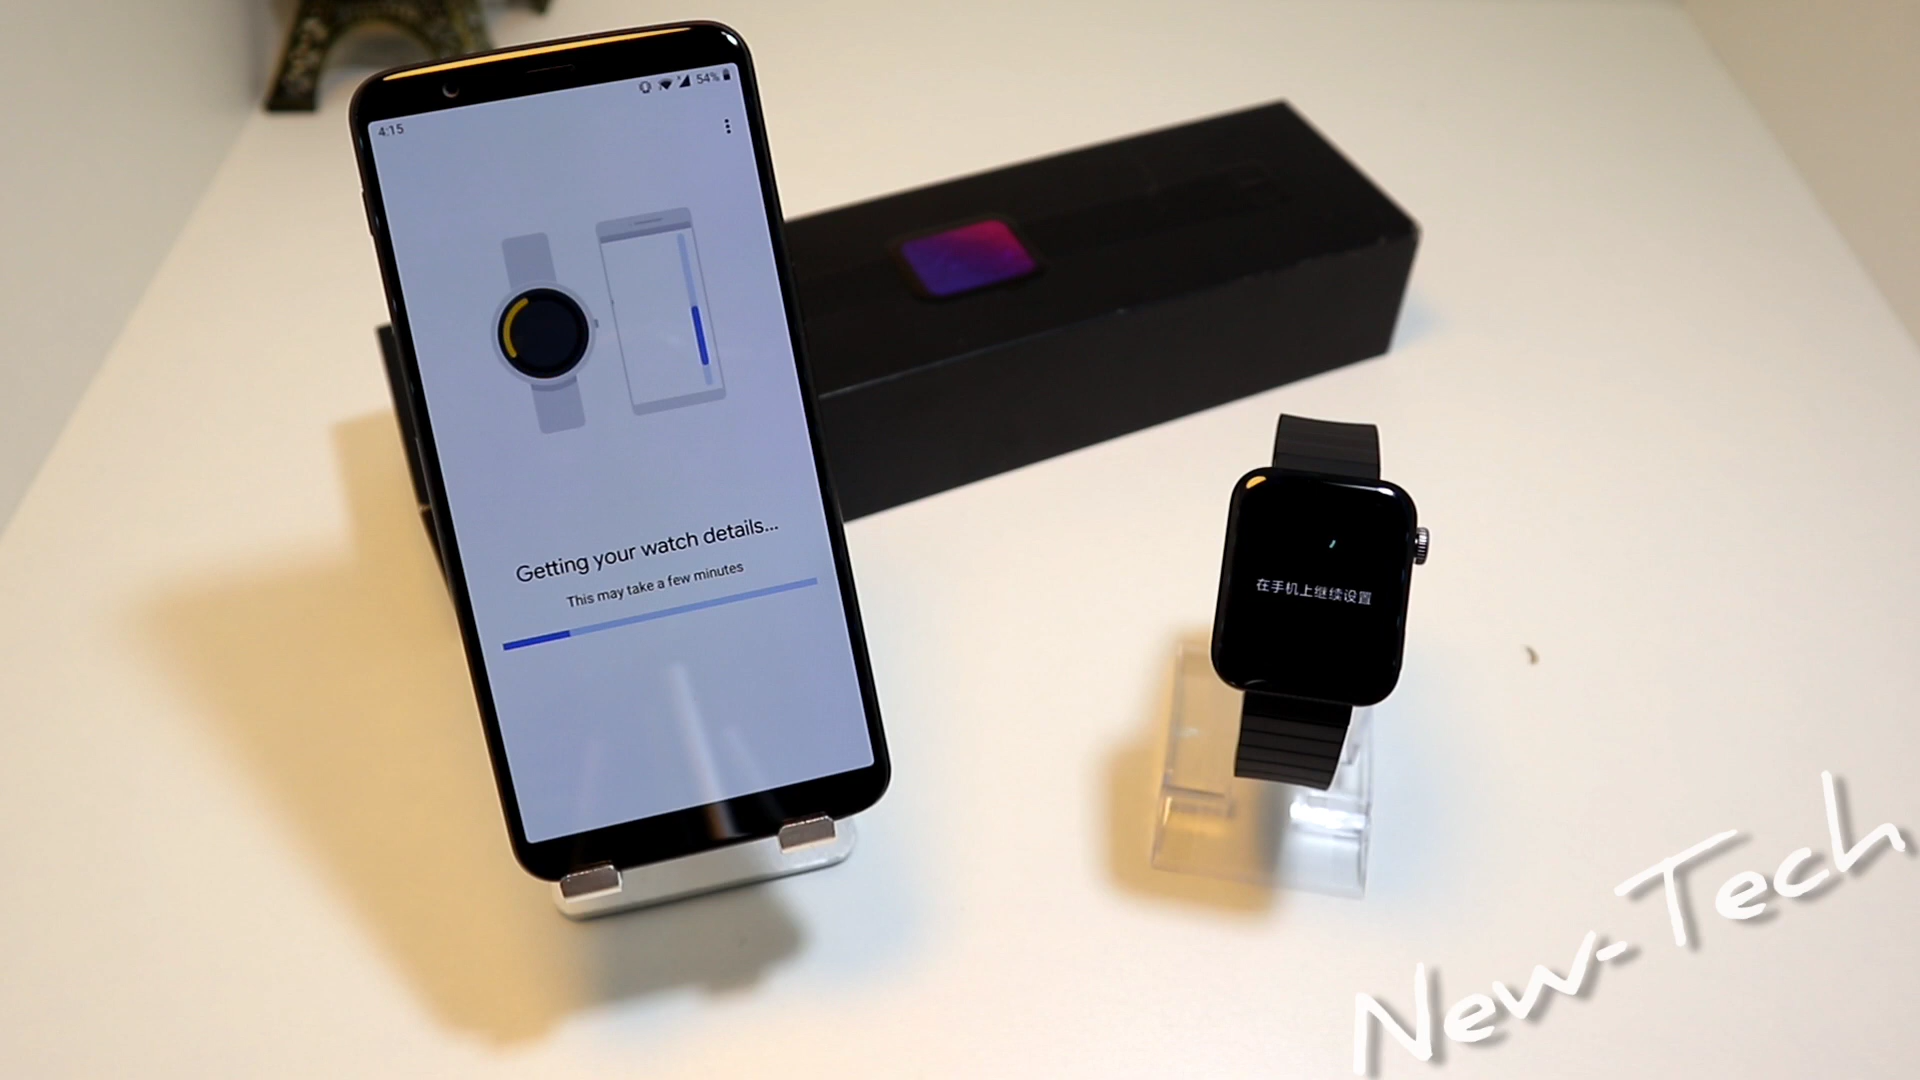 54%
4:15
Getting your watch details...
This may take a few minutes
在手机上继续设置
New-Tech